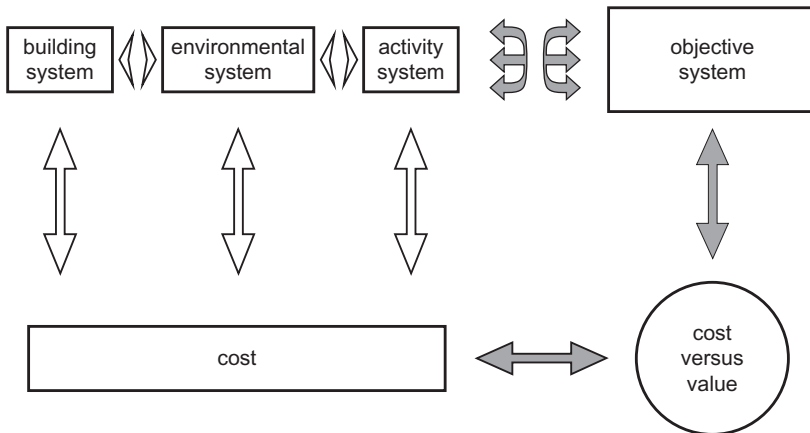 building
system
environmental
system
activity
system
objective
system
cost
cost
versus
value